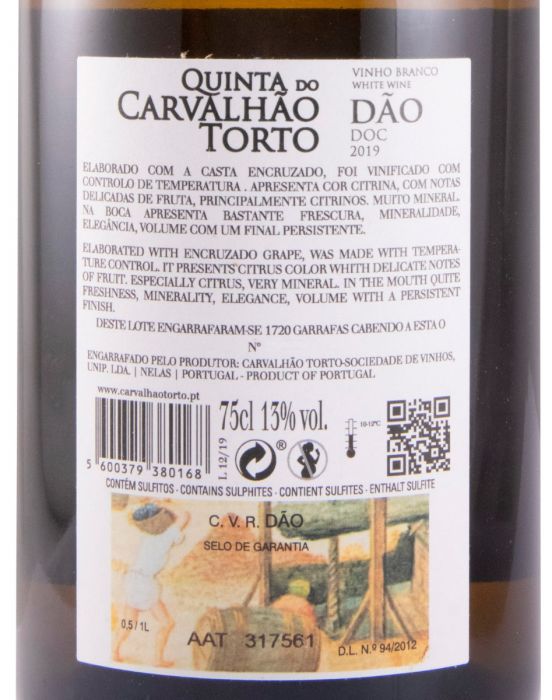 QUINTA DO
CARVALHÃO
TORTO
VINHO BRANCO
WHITE WINE
DÃO
DOC
2019
ELABORADO COM A CASTA ENCRUZADO, FOI VINIFICADO COM
CONTROLO DE TEMPERATURA . APRESENTA COR CITRINA, COM NOTAS
DELICADAS DE FRUTA, PRINCIPALMENTE CITRINOS. MUITO MINERAL.
NA BOCA APRESENTA BASTANTE FRESCURA, MINERALIDADE,
ELEGÂNCIA, VOLUME COM UM FINAL PERSISTENTE.
ELABORATED WITH ENCRUZADO GRAPE, WAS MADE WITH TEMPERA-
TURE CONTROL. IT PRESENTS CITRUS COLOR WHITH DELICATE NOTES
OF FRUIT. ESPECIALLY CITRUS, VERY MINERAL. IN THE MOUTH QUITE
FRESHNESS, MINERALITY, ELEGANCE, VOLUME WITH A PERSISTENT
FINISH.
DESTE LOTE ENGARRAFARAM-SE 1720 GARRAFAS CABENDO A ESTA O
Nº
ENGARRAFADO PELO PRODUTOR: CARVALHÃO TORTO-SOCIEDADE DE VINHOS,
UNIP. LDA. | NELAS | PORTUGAL - PRODUCT OF PORTUGAL
www.carvalhaotorto.pt
5 600379 380168
L 12/19
75cl 13% vol.
®
10-12ºC
CONTÉM SULFITOS - CONTAINS SULPHITES - CONTIENT SULFITES - ENTHALT SULFITE
C. V. R. DÃO
SELO DE GARANTIA
0,5 / 1L
AAT 317561
D.L. N.º 94/2012